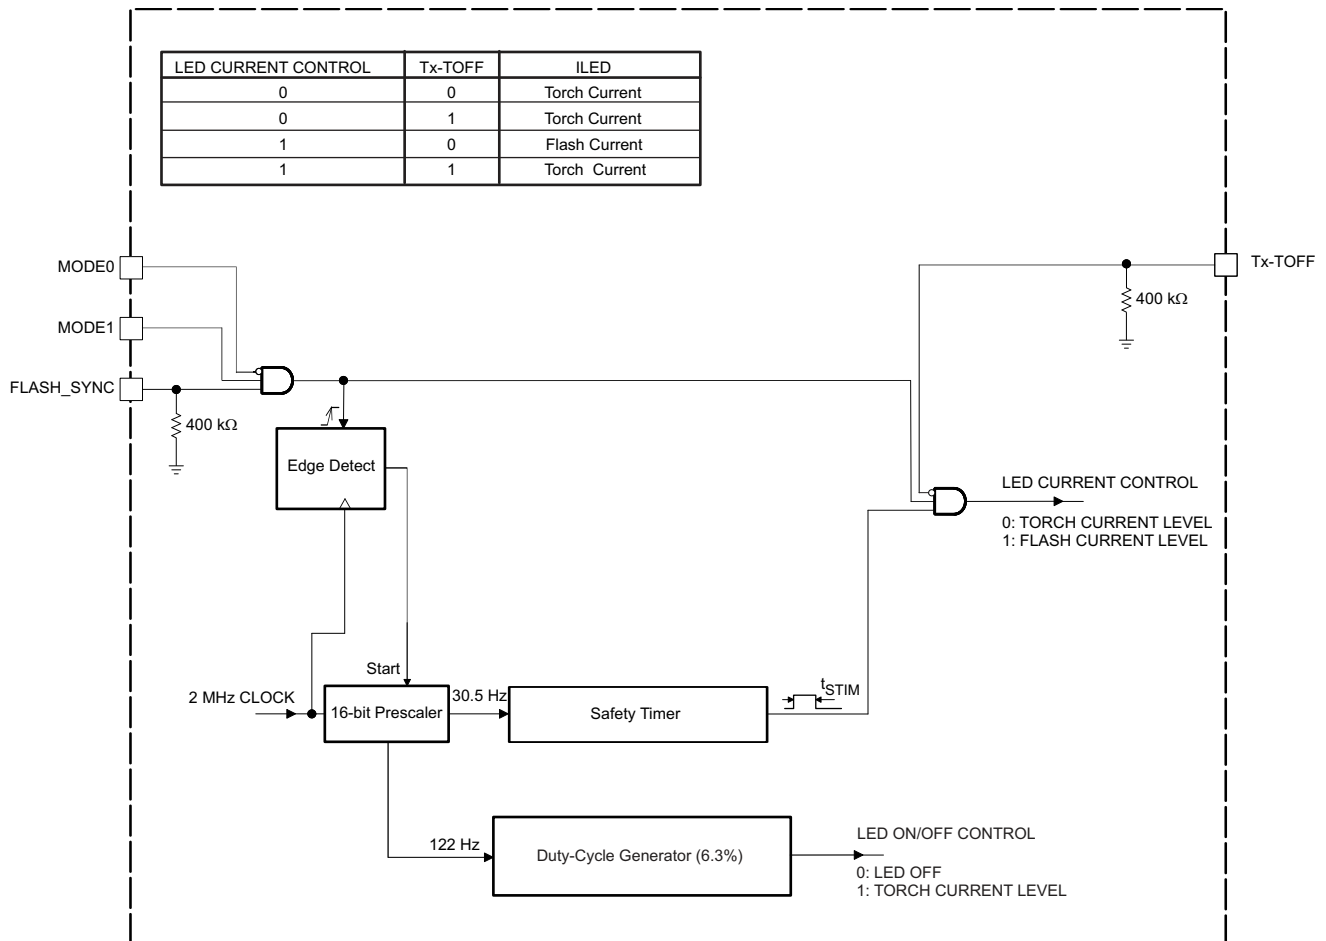 LED CURRENT CONTROL Tx-TOFF ILED
0 0 Torch Current
0 1 Torch Current
1 0 Flash Current
1 1 Torch Current
MODE0
Tx-TOFF
400 kΩ
MODE1
FLASH_SYNC
400 kΩ
Edge Detect
LED CURRENT CONTROL
0: TORCH CURRENT LEVEL
1: FLASH CURRENT LEVEL
Start
2 MHz CLOCK
16-bit Prescaler
30.5 Hz
Safety Timer
tSTIM
122 Hz
Duty-Cycle Generator (6.3%)
LED ON/OFF CONTROL
0: LED OFF
1: TORCH CURRENT LEVEL